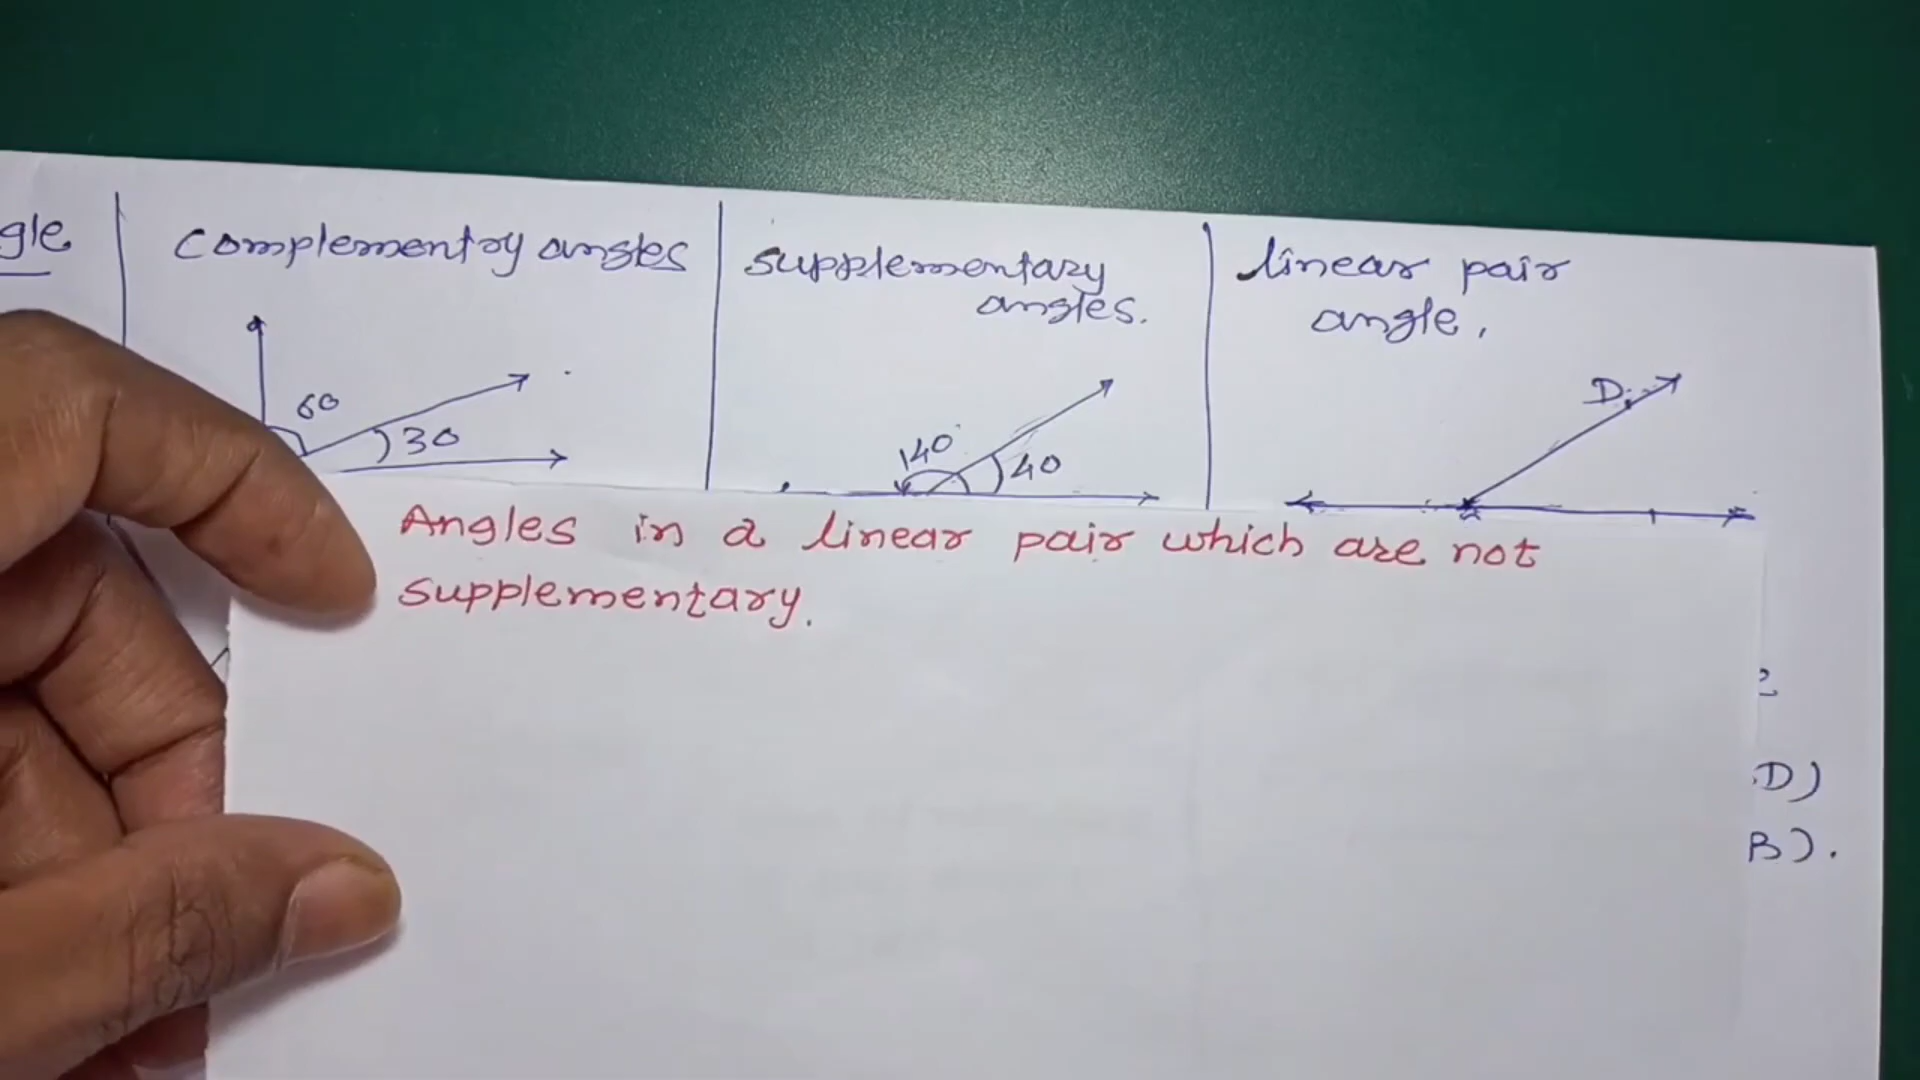 gle
complementry angles
supplementary
angles.
linear pair
angle,
60
30
140
40
D
Angles in a linear pair which are not
supplementary.
D)
B).